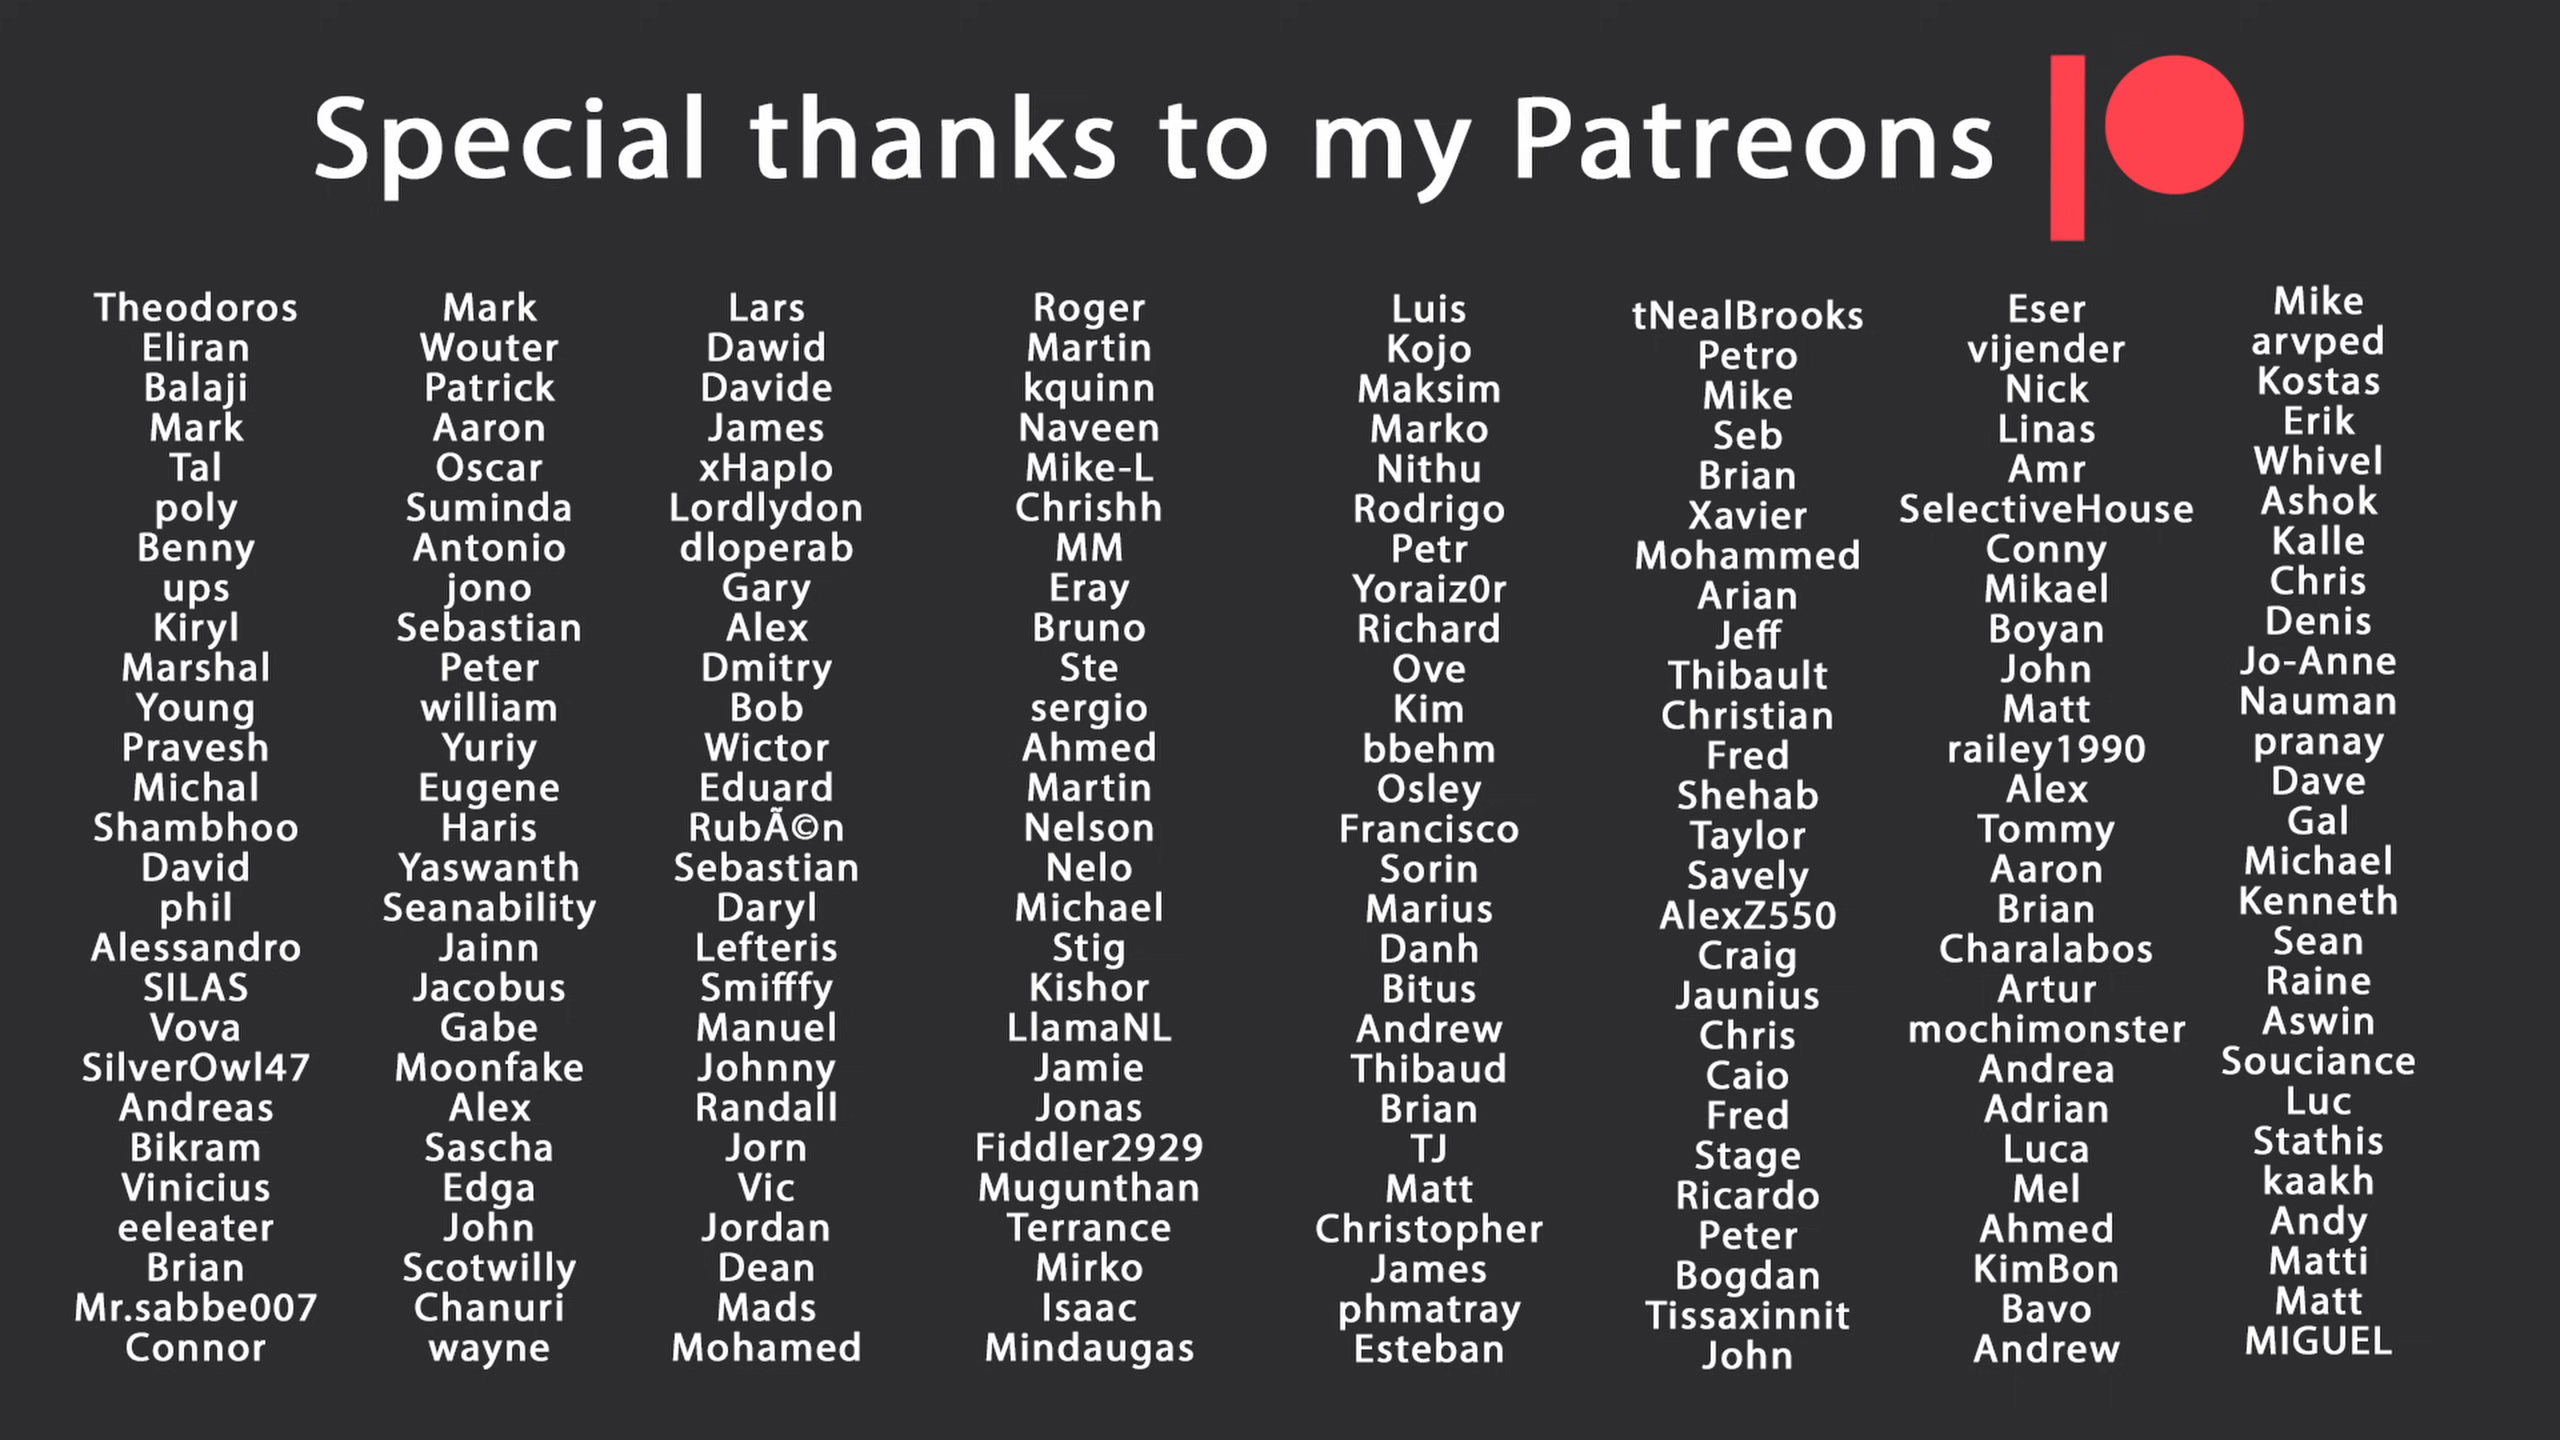 Special thanks to my Patreons
Theodoros
Eliran
Balaji
Mark
Tal
poly
Benny
ups
Kiryl
Marshal
Young
Pravesh
Michal
Shambhoo
David
phil
Alessandro
SILAS
Vova
SilverOwl47
Andreas
Bikram
Vinicius
eeleater
Brian
Mr.sabbe007
Connor
Mark
Wouter
Patrick
Aaron
Oscar
Suminda
Antonio
jono
Sebastian
Peter
william
Yuriy
Eugene
Haris
Yaswanth
Seanability
Jainn
Jacobus
Gabe
Moonfake
Alex
Sascha
Edga
John
Scotwilly
Chanuri
wayne
Lars
Dawid
Davide
James
xHaplo
Lordlydon
dloperab
Gary
Alex
Dmitry
Bob
Wictor
Eduard
RubÃ©n
Sebastian
Daryl
Lefteris
Smifffy
Manuel
Johnny
Randall
Jorn
Vic
Jordan
Dean
Mads
Mohamed
Roger
Martin
kquinn
Naveen
Mike-L
Chrishh
MM
Eray
Bruno
Ste
sergio
Ahmed
Martin
Nelson
Nelo
Michael
Stig
Kishor
LlamaNL
Jamie
Jonas
Fiddler2929
Mugunthan
Terrance
Mirko
Isaac
Mindaugas
Luis
Kojo
Maksim
Marko
Nithu
Rodrigo
Petr
Yoraiz0r
Richard
Ove
Kim
bbehm
Osley
Francisco
Sorin
Marius
Danh
Bitus
Andrew
Thibaud
Brian
TJ
Matt
Christopher
James
phmatray
Esteban
tNealBrooks
Petro
Mike
Seb
Brian
Xavier
Mohammed
Arian
Jeff
Thibault
Christian
Fred
Shehab
Taylor
Savely
AlexZ550
Craig
Jaunius
Chris
Caio
Fred
Stage
Ricardo
Peter
Bogdan
Tissaxinnit
John
Eser
vijender
Nick
Linas
Amr
SelectiveHouse
Conny
Mikael
Boyan
John
Matt
railey1990
Alex
Tommy
Aaron
Brian
Charalabos
Artur
mochimonster
Andrea
Adrian
Luca
Mel
Ahmed
KimBon
Bavo
Andrew
Mike
arvped
Kostas
Erik
Whivel
Ashok
Kalle
Chris
Denis
Jo-Anne
Nauman
pranay
Dave
Gal
Michael
Kenneth
Sean
Raine
Aswin
Souciance
Luc
Stathis
kaakh
Andy
Matti
Matt
MIGUEL